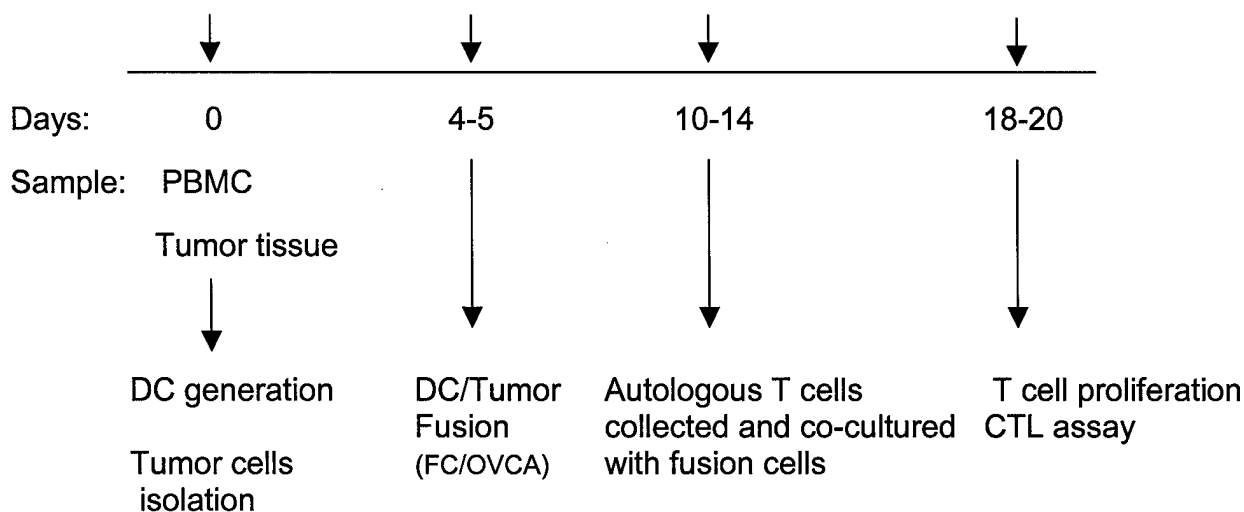 Days: 0 4-5 10-14 18-20
Sample: PBMC
Tumor tissue
DC generation
Tumor cells
isolation
DC/Tumor
Fusion
(FC/OVCA)
Autologous T cells
collected and co-cultured
with fusion cells
T cell proliferation
CTL assay